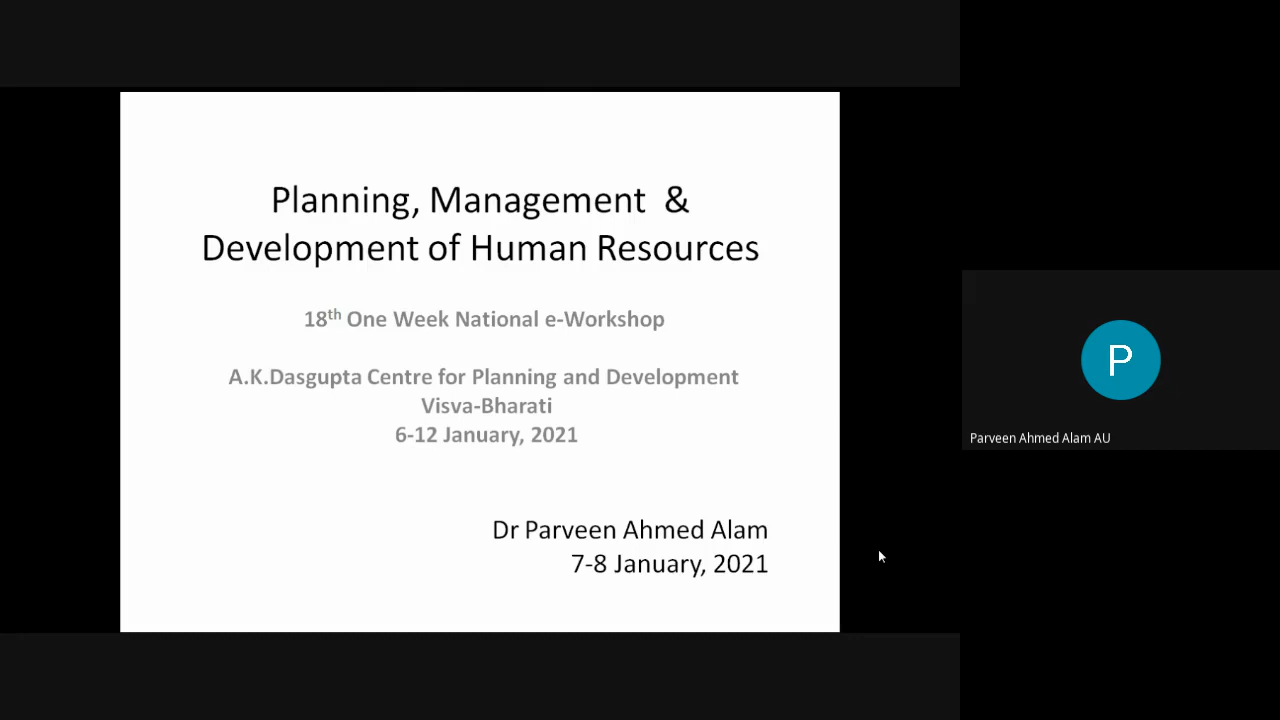 Planning, Management &
Development of Human Resources
18th One Week National e-Workshop
A.K.Dasgupta Centre for Planning and Development
Visva-Bharati
6-12 January, 2021
Dr Parveen Ahmed Alam
7-8 January, 2021
P
Parveen Ahmed Alam AU